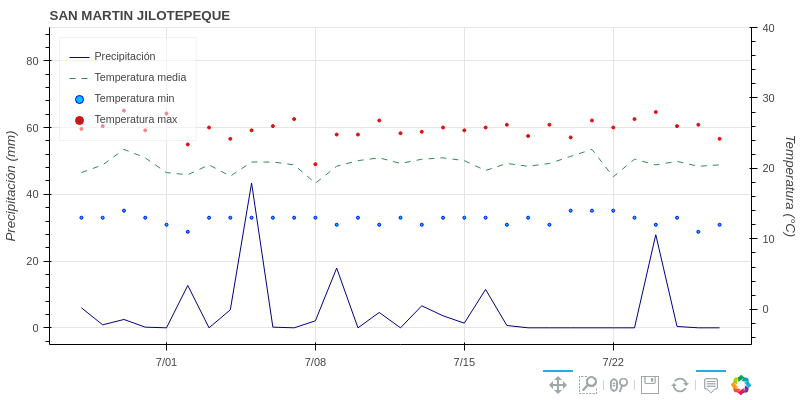 SAN MARTIN JILOTEPEQUE
Precipitación
Temperatura media
Temperatura min
Temperatura max
Precipitación (mm)
80
60
40
20
0
Temperatura (°C)
40
30
20
10
0
7/01
7/08
7/15
7/22